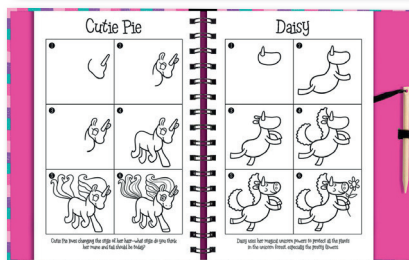 Cutie Pie
1
2
3
4
5
6
Cutie Pie loves changing the style of her hair—what style do you think
her mane and tail should be today?
Daisy
1
2
3
4
5
6
Daisy uses her magical unicorn powers to protect all the plants
in the unicorn forest, especially the pretty flowers.